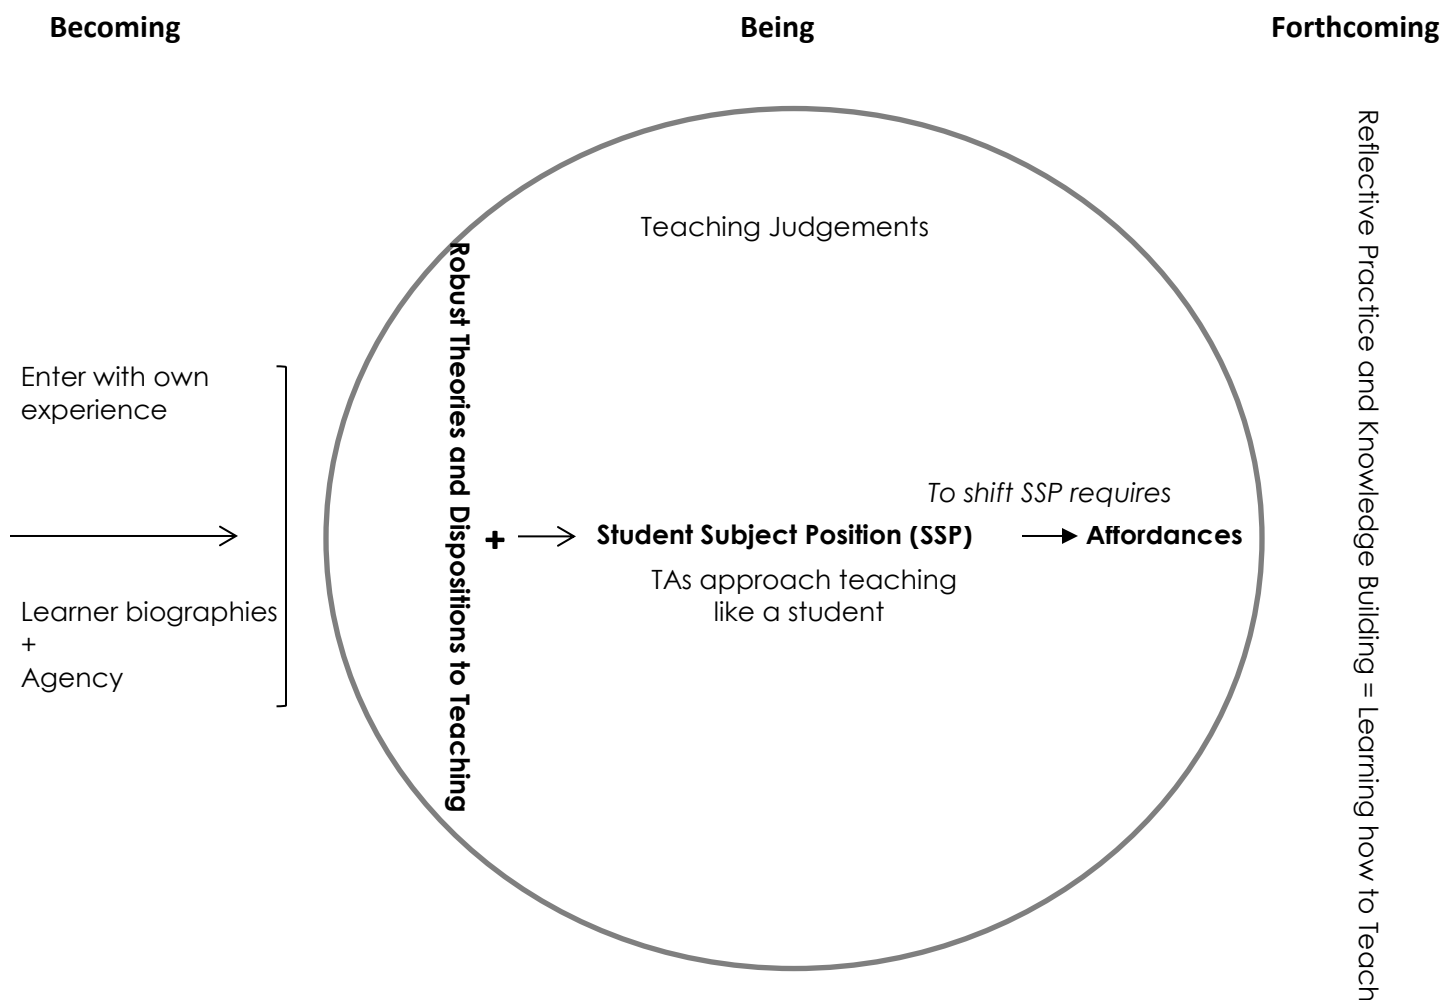 Becoming
Being
Forthcoming
Teaching Judgements
Robust Theories and Dispositions to Teaching
Enter with own
experience
Learner biographies
+
Agency
+
Student Subject Position (SSP)
TAs approach teaching
like a student
To shift SSP requires
Affordances
Reflective Practice and Knowledge Building = Learning how to Teach